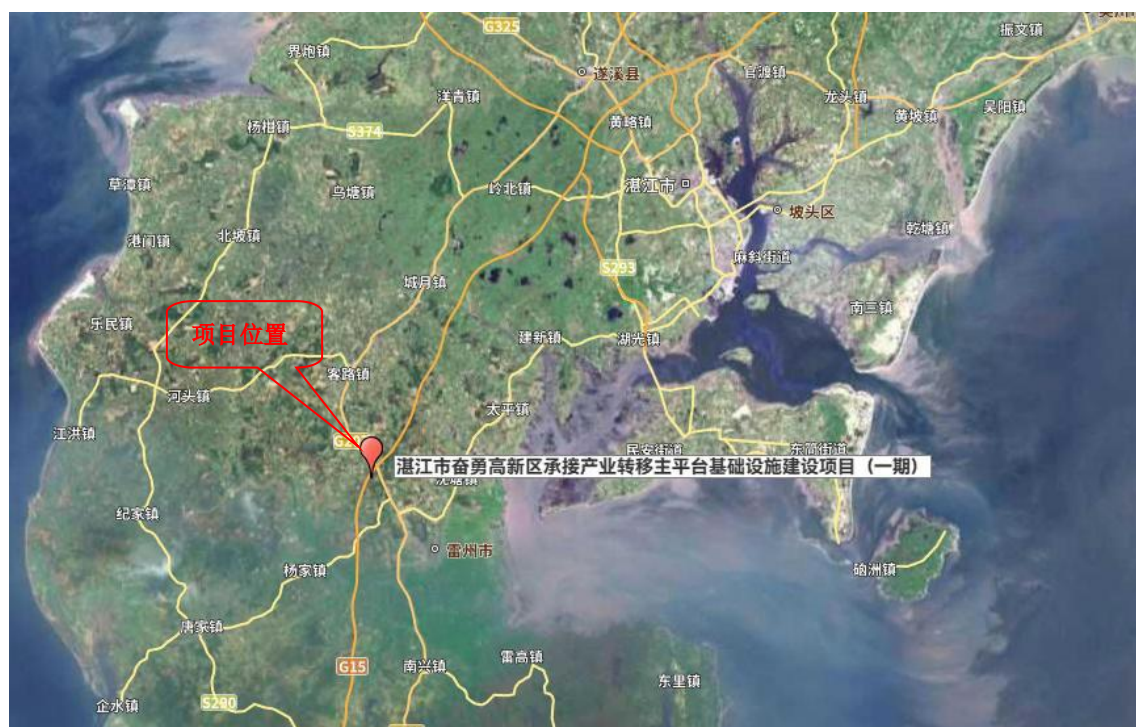 G325
振文镇
界炮镇
遂溪县
官渡镇
洋青镇
龙头镇
吴阳镇
黄坡镇
黄略镇
杨柑镇
S374
湛江市
草潭镇
乌塘镇
岭北镇
坡头区
乾塘镇
港门镇
北坡镇
麻斜街道
S293
城月镇
南三镇
乐民镇
项目位置
建新镇
湖光镇
客路镇
河头镇
太平镇
江洪镇
民安街道
东简街道
湛江市奋勇高新区承接产业转移主平台基础设施建设项目（一期）
沈塘镇
纪家镇
雷州市
杨家镇
硇洲镇
唐家镇
雷高镇
G15
南兴镇
东里镇
企水镇
S290